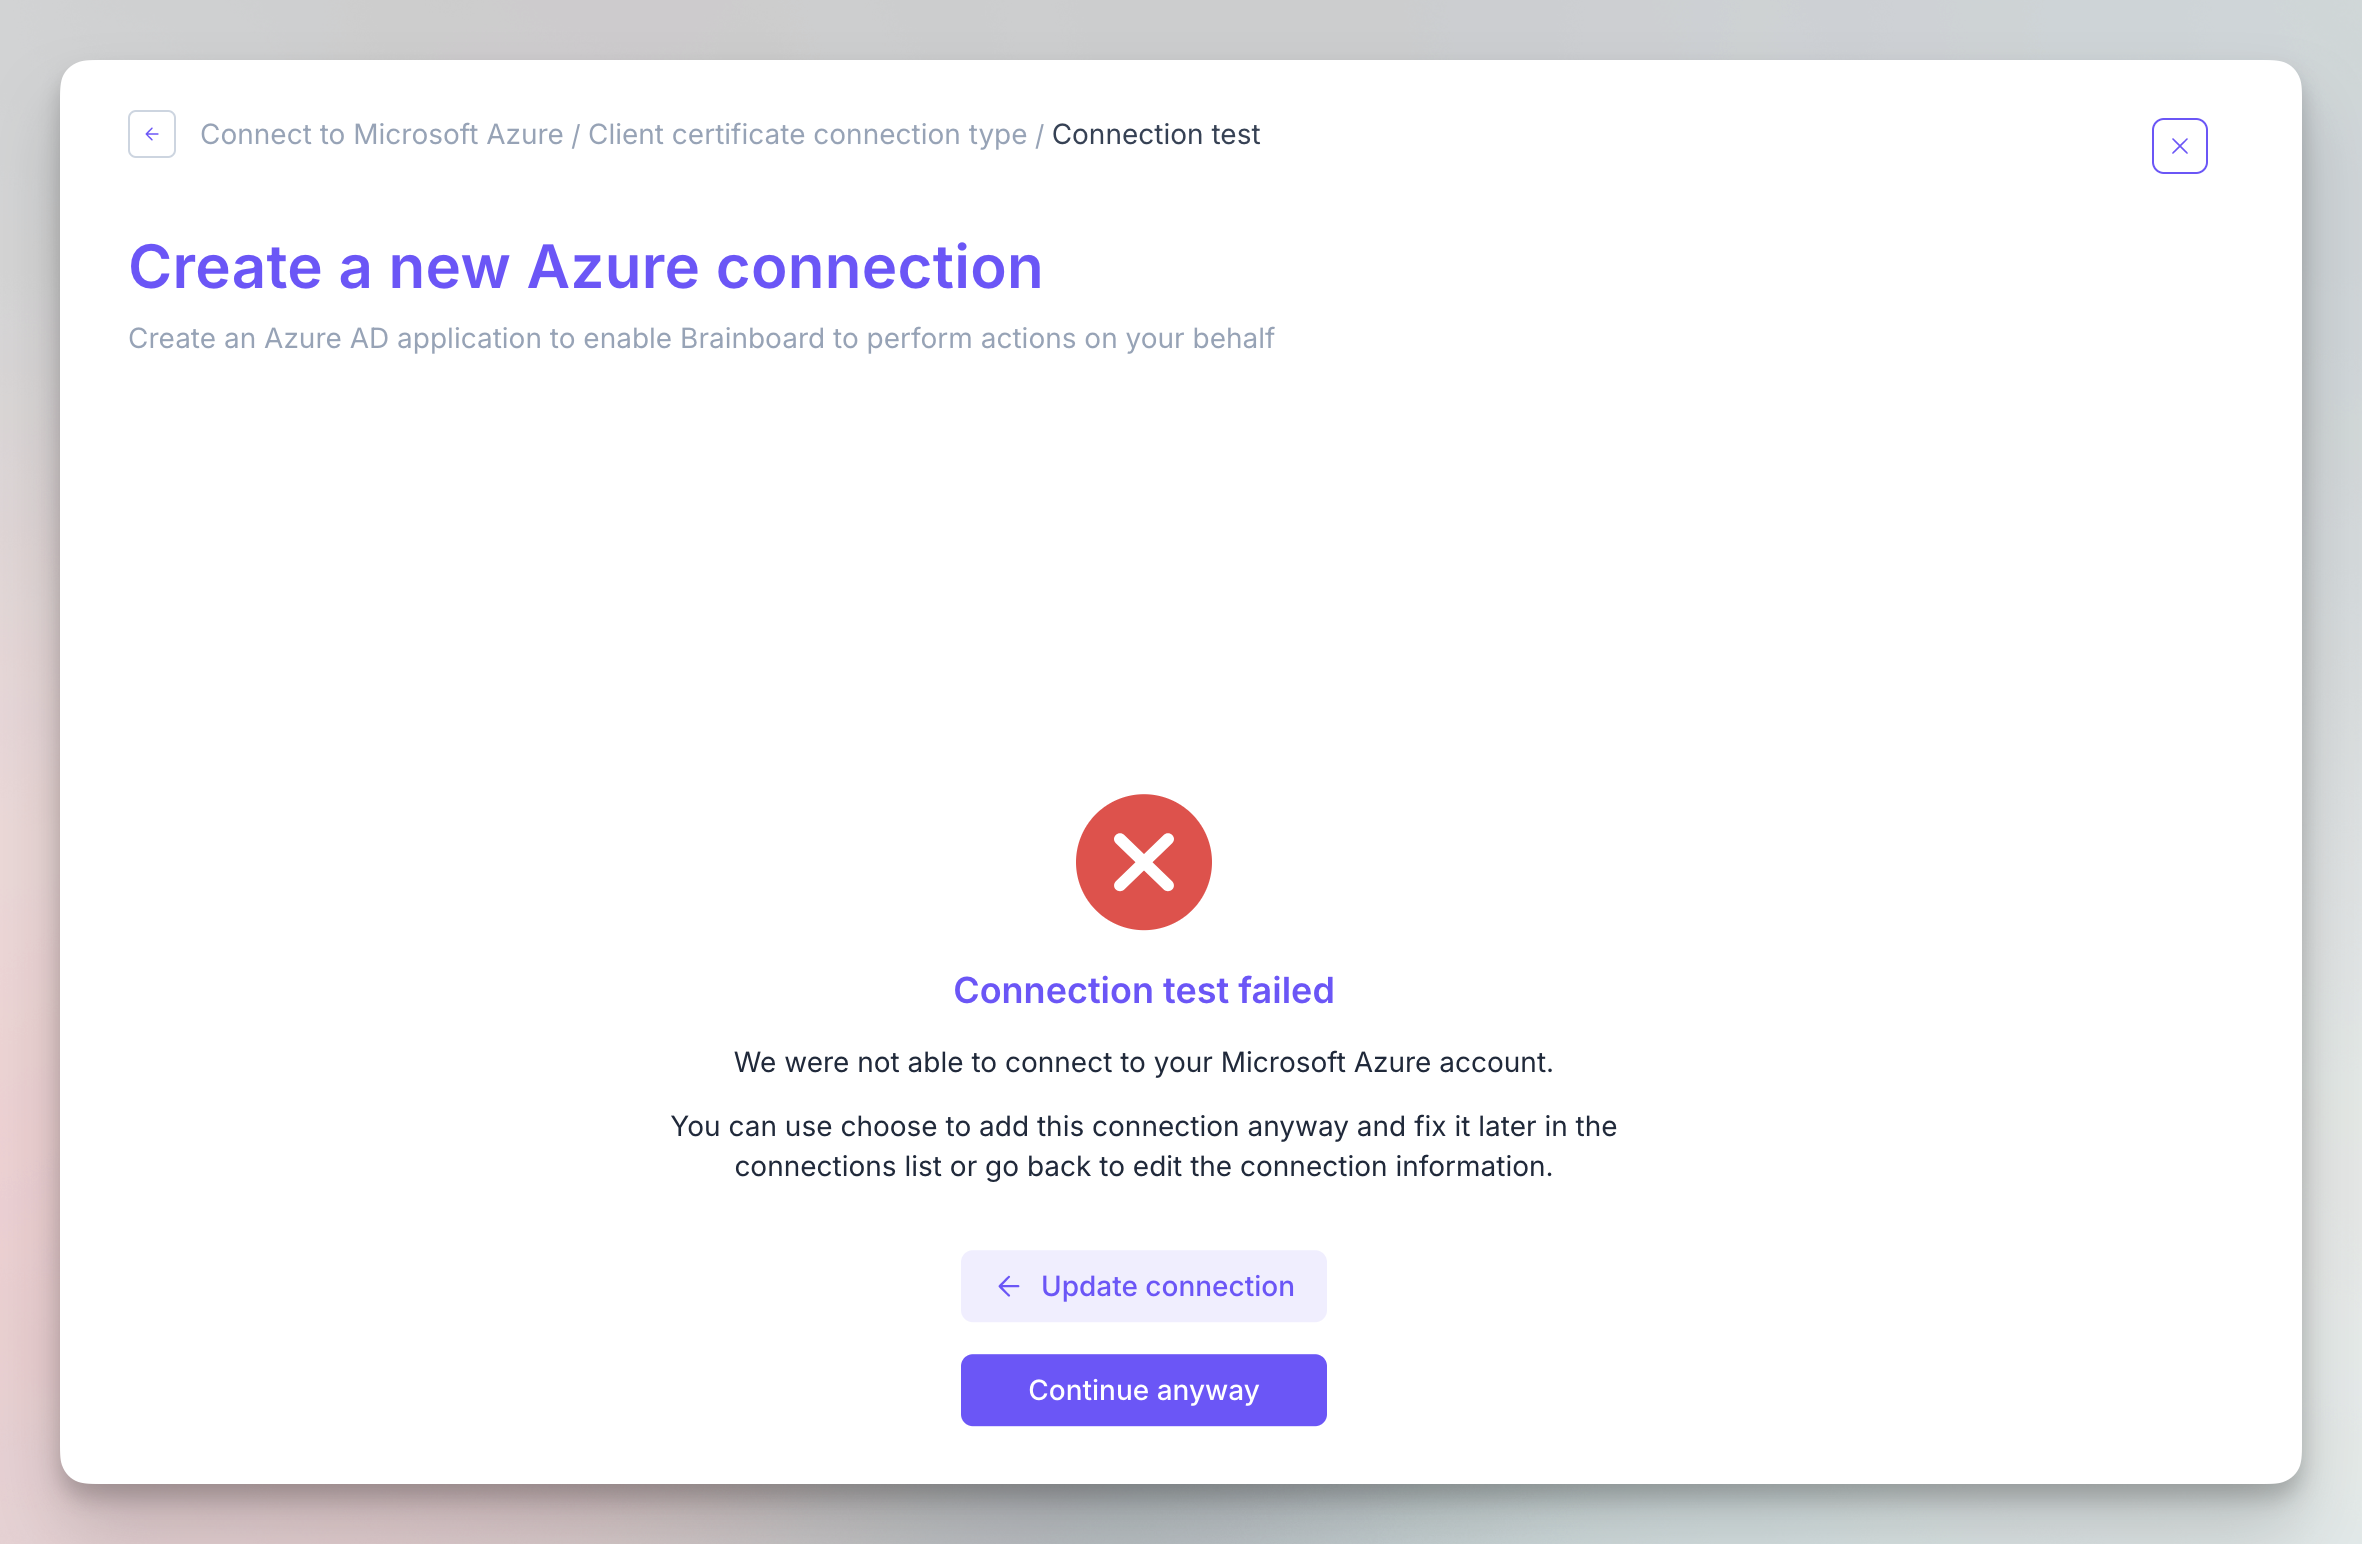 Connect to Microsoft Azure / Client certificate connection type / Connection test
Create a new Azure connection
Create an Azure AD application to enable Brainboard to perform actions on your behalf
Connection test failed
We were not able to connect to your Microsoft Azure account.
You can use choose to add this connection anyway and fix it later in the
connections list or go back to edit the connection information.
Update connection
Continue anyway